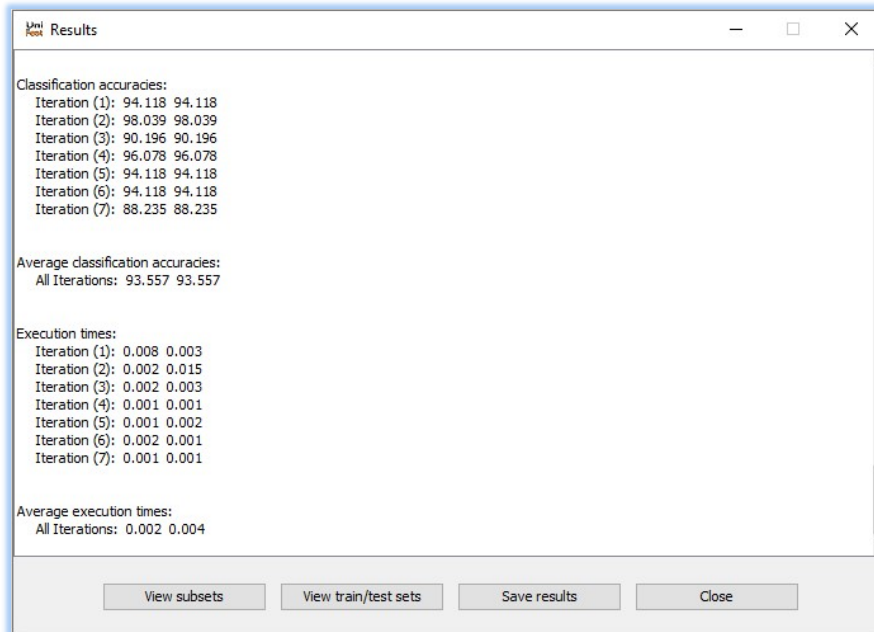 Uni
Feat
Results
Classification accuracies:
Iteration (1): 94.118 94.118
Iteration (2): 98.039 98.039
Iteration (3): 90.196 90.196
Iteration (4): 96.078 96.078
Iteration (5): 94.118 94.118
Iteration (6): 94.118 94.118
Iteration (7): 88.235 88.235
Average classification accuracies:
All Iterations: 93.557 93.557
Execution times:
Iteration (1): 0.008 0.003
Iteration (2): 0.002 0.015
Iteration (3): 0.002 0.003
Iteration (4): 0.001 0.001
Iteration (5): 0.001 0.002
Iteration (6): 0.002 0.001
Iteration (7): 0.001 0.001
Average execution times:
All Iterations: 0.002 0.004
View subsets View train/test sets Save results Close